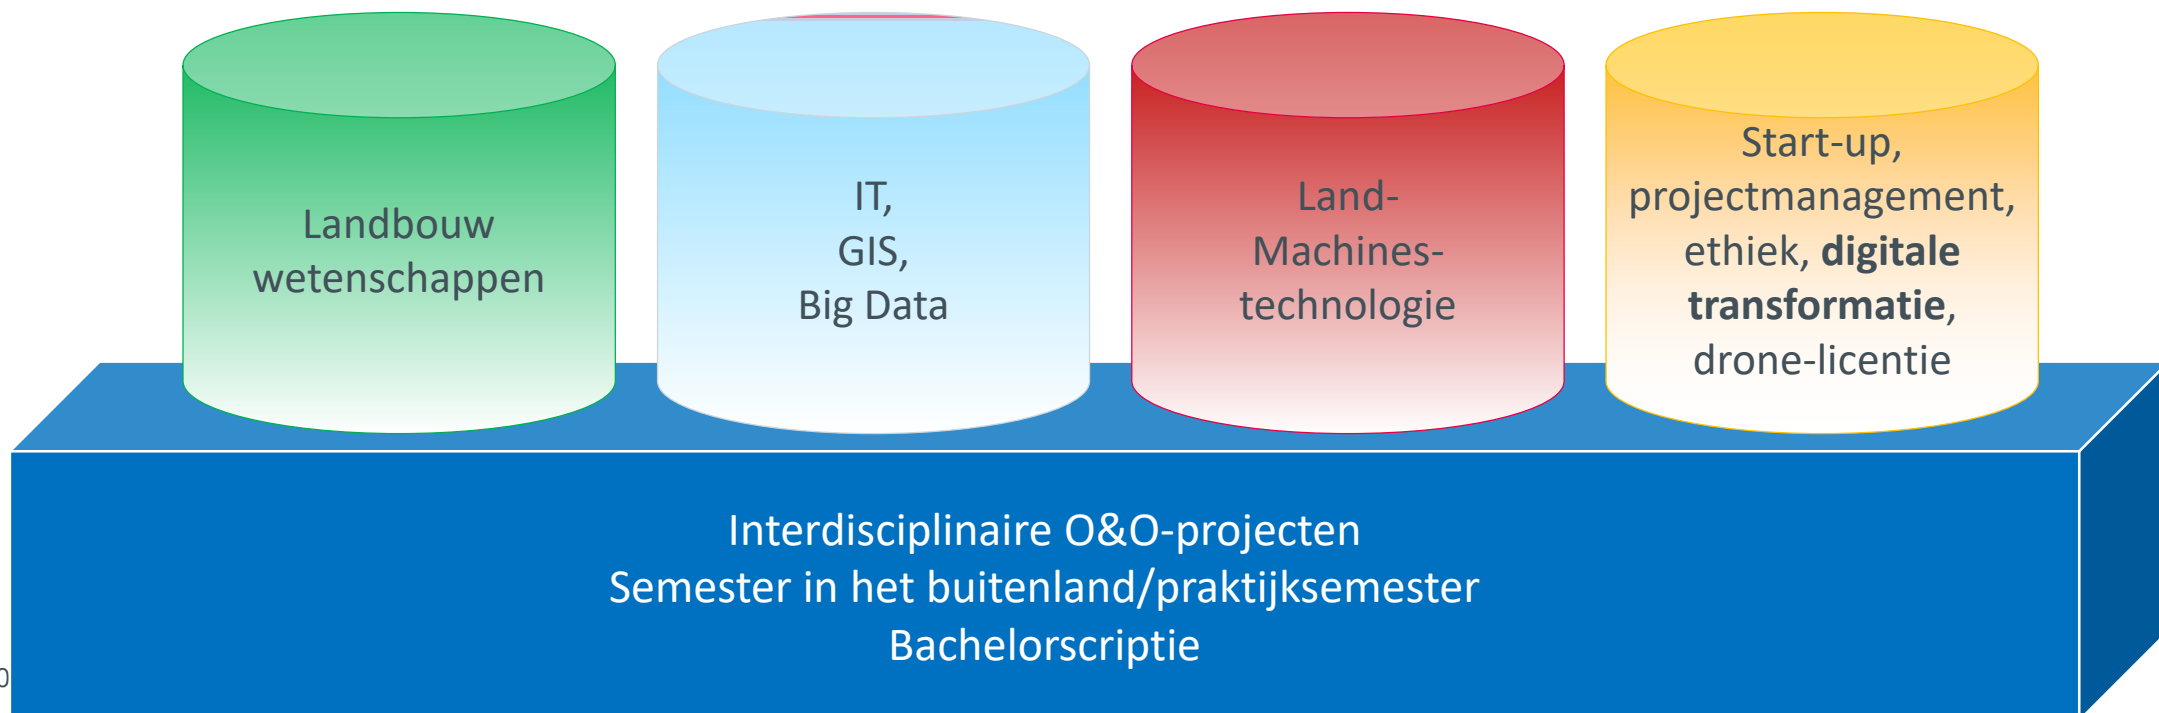 Landbouw
wetenschappen
IT,
GIS,
Big Data
Land-
Machines-
technologie
Start-up,
projectmanagement,
ethiek, digitale
transformatie,
drone-licentie
Interdisciplinaire O&O-projecten
Semester in het buitenland/praktijksemester
Bachelorscriptie
0